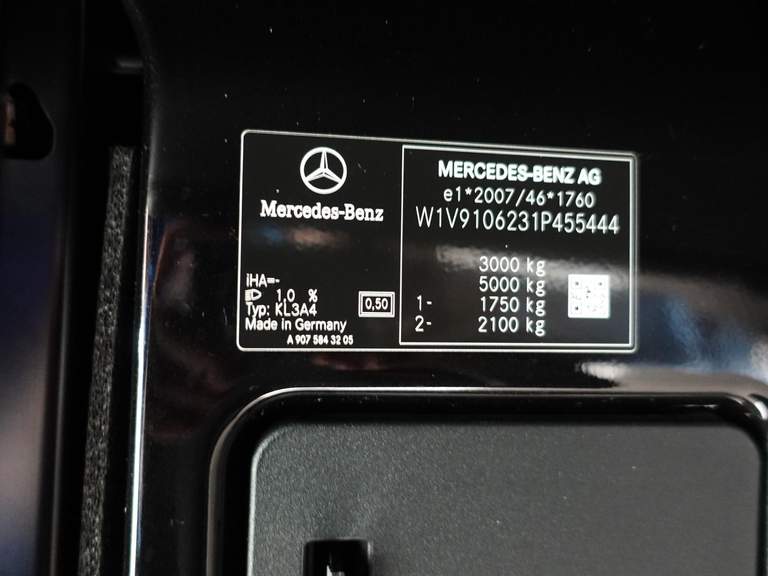 Mercedes-Benz
iHA=-
1,0 %
Typ: KL3A4
Made in Germany
0,50
A 907 584 32 05
MERCEDES-BENZ AG
e1*2007/46*1760
W1V9106231P455444
3000 kg
5000 kg
1- 1750 kg
2- 2100 kg